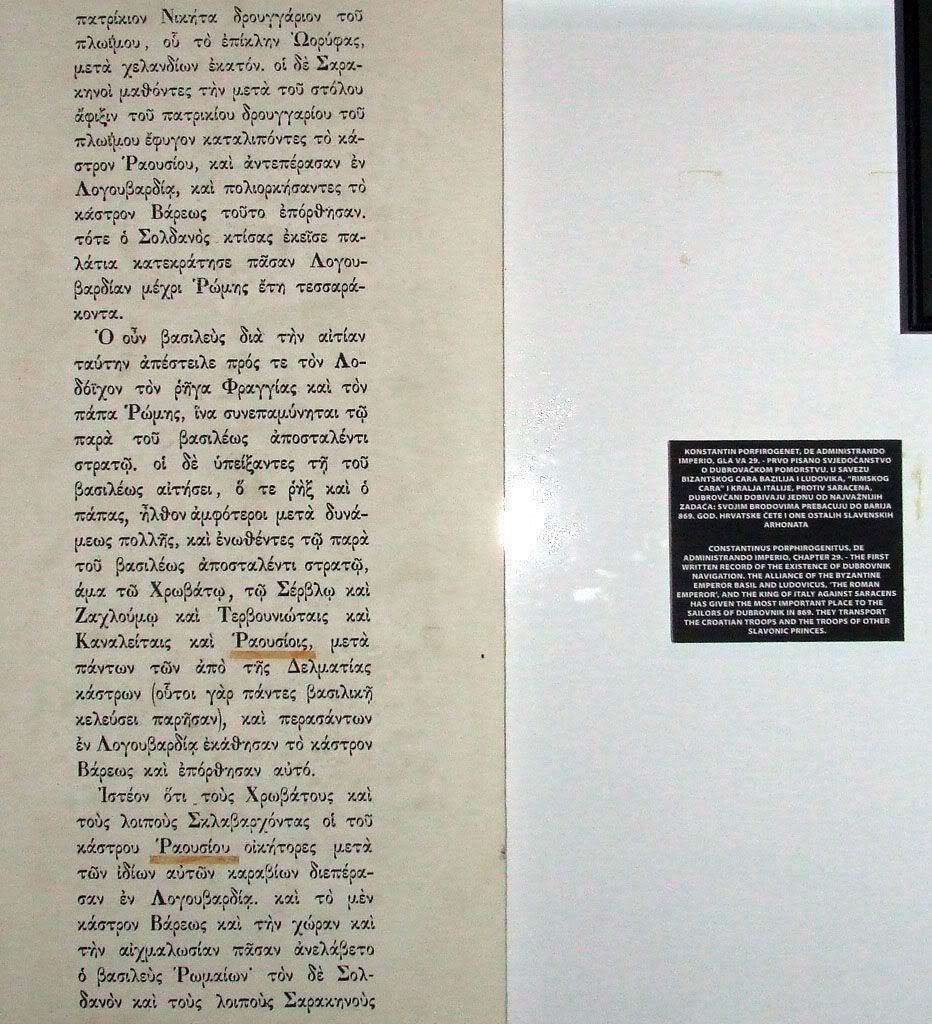 πατρίκιον Νικήτα δρουγγάριον τοῦ
πλωΐμου, οὗ τὸ ἐπίκλην Ὠορύφας,
μετὰ χελανδίων ἑκατόν. οἱ δὲ Σαρα-
κηνοὶ μαθόντες τὴν μετὰ τοῦ στόλου
ἄφιξιν τοῦ πατρικίου δρουγγαρίου τοῦ
πλωΐμου ἔφυγον καταλιπόντες τὸ κά-
στρον Ῥαουσίου, καὶ ἀντεπέρασαν ἐν
Λογουβαρδίᾳ, καὶ πολιορκήσαντες τὸ
κάστρον Βάρεως τοῦτο ἐπόρθησαν.
τότε ὁ Σολδανὸς κτίσας ἐκεῖσε πα-
λάτια κατεκράτησε πᾶσαν Λογου-
βαρδίαν μέχρι Ῥώμης ἔτη τεσσαρά-
κοντα.
Ὁ οὖν βασιλεὺς διὰ τὴν αἰτίαν
ταύτην ἀπέστειλε πρός τε τὸν Λο-
δόϊχον τὸν ῥῆγα Φραγγίας καὶ τὸν
πάπα Ῥώμης, ἵνα συνεπαμύνηται τῷ
παρὰ τοῦ βασιλέως ἀποσταλέντι
στρατῷ. οἱ δὲ ὑπείξαντες τῇ τοῦ
βασιλέως αἰτήσει, ὅ τε ῥὴξ καὶ ὁ
πάπας, ἦλθον ἀμφότεροι μετὰ δυνά-
μεως πολλῆς, καὶ ἑνωθέντες τῷ παρὰ
τοῦ βασιλέως ἀποσταλέντι στρατῷ,
ἅμα τῷ Χρωβάτῳ, τῷ Σέρβλῳ καὶ
Ζαχλούμῳ καὶ Τερβουνιώταις καὶ
Καναλείταις καὶ Ῥαουσίοις, μετὰ
πάντων τῶν ἀπὸ τῆς Δελματίας
κάστρων (οὗτοι γὰρ πάντες βασιλικῇ
κελεύσει παρῆσαν), καὶ περασάντων
ἐν Λογουβαρδίᾳ ἐκάθησαν τὸ κάστρον
Βάρεως καὶ ἐπόρθησαν αὐτό.
Ἰστέον ὅτι τοὺς Χρωβάτους καὶ
τοὺς λοιποὺς Σκλαβαρχόντας οἱ τοῦ
κάστρου Ῥαουσίου οἰκήτορες μετὰ
τῶν ἰδίων αὐτῶν καραβίων διεπέρα-
σαν ἐν Λογουβαρδίᾳ. καὶ τὸ μὲν
κάστρον Βάρεως καὶ τὴν χώραν καὶ
τὴν αἰχμαλωσίαν πᾶσαν ἀνελάβετο
ὁ βασιλεὺς Ῥωμαίων· τὸν δὲ Σολ-
δανὸν καὶ τοὺς λοιποὺς Σαρακηνοὺς
KONSTANTIN PORFIROGENET, DE ADMINISTRANDO
IMPERIO, GLA VA 29. - PRVO PISANO SVJEDOČANSTVO
O DUBROVAČKOM POMORSTVU. U SAVEZU
BIZANTSKOG CARA BAZILIJA I LUDOVIKA, "RIMSKOG
CARA" I KRALJA ITALIJE, PROTIV SARACENA,
DUBROVČANI DOBIVAJU JEDNU OD NAJVAŽNIJIH
ZADAĆA: SVOJIM BRODOVIMA PREBACUJU DO BARIJA
869. GOD. HRVATSKE ČETE I ONE OSTALIH SLAVENSKIH
ARHONATA
CONSTANTINUS PORPHIROGENITUS, DE
ADMINISTRANDO IMPERIO, CHAPTER 29. - THE FIRST
WRITTEN RECORD OF THE EXISTENCE OF DUBROVNIK
NAVIGATION. THE ALLIANCE OF THE BYZANTINE
EMPEROR BASIL AND LUDOVICUS, 'THE ROMAN
EMPEROR', AND THE KING OF ITALY AGAINST SARACENS
HAS GIVEN THE MOST IMPORTANT PLACE TO THE
SAILORS OF DUBROVNIK IN 869. THEY TRANSPORT
THE CROATIAN TROOPS AND THE TROOPS OF OTHER
SLAVONIC PRINCES.